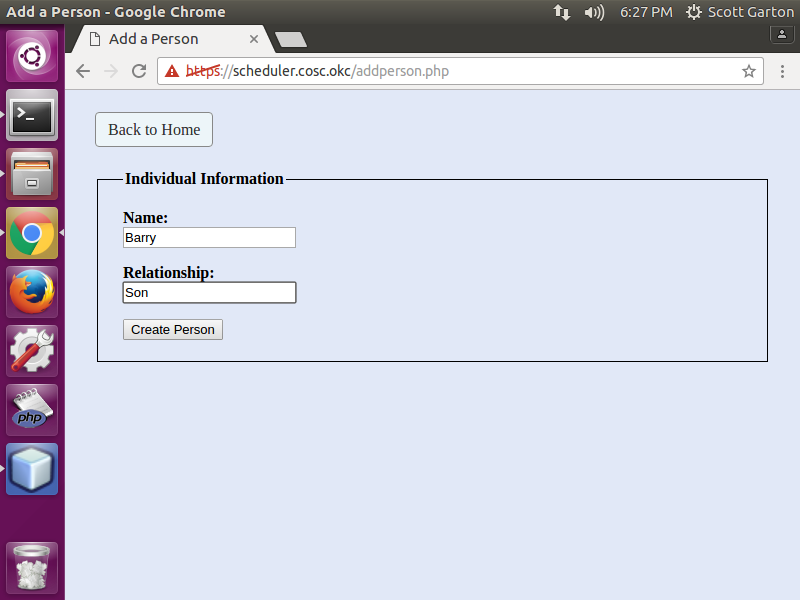 Add a Person - Google Chrome
6:27 PM
Scott Garton
Add a Person
https://scheduler.cosc.okc/addperson.php
Back to Home
Individual Information
Name:
Barry
Relationship:
Son
Create Person
>_
php